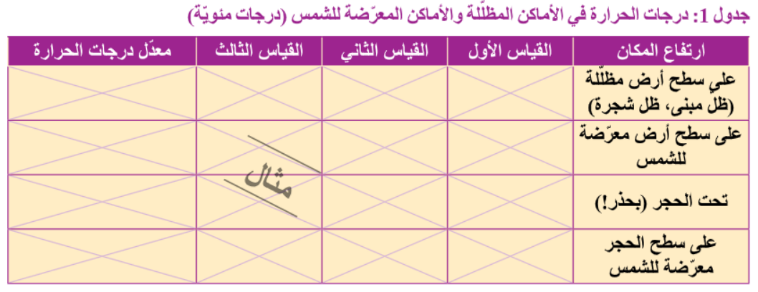 جدول 1: درجات الحرارة في الأماكن المظلّلة والأماكن المعرّضة للشمس (درجات مئويّة)
ارتفاع المكان القياس الأول القياس الثاني القياس الثالث معدّل درجات الحرارة
على سطح أرض مظلّلة
(ظلّ مبنى، ظل شجرة)
على سطح أرض معرّضة
للشمس
مثال
تحت الحجر (بحذر!)
على سطح الحجر
معرّضة للشمس